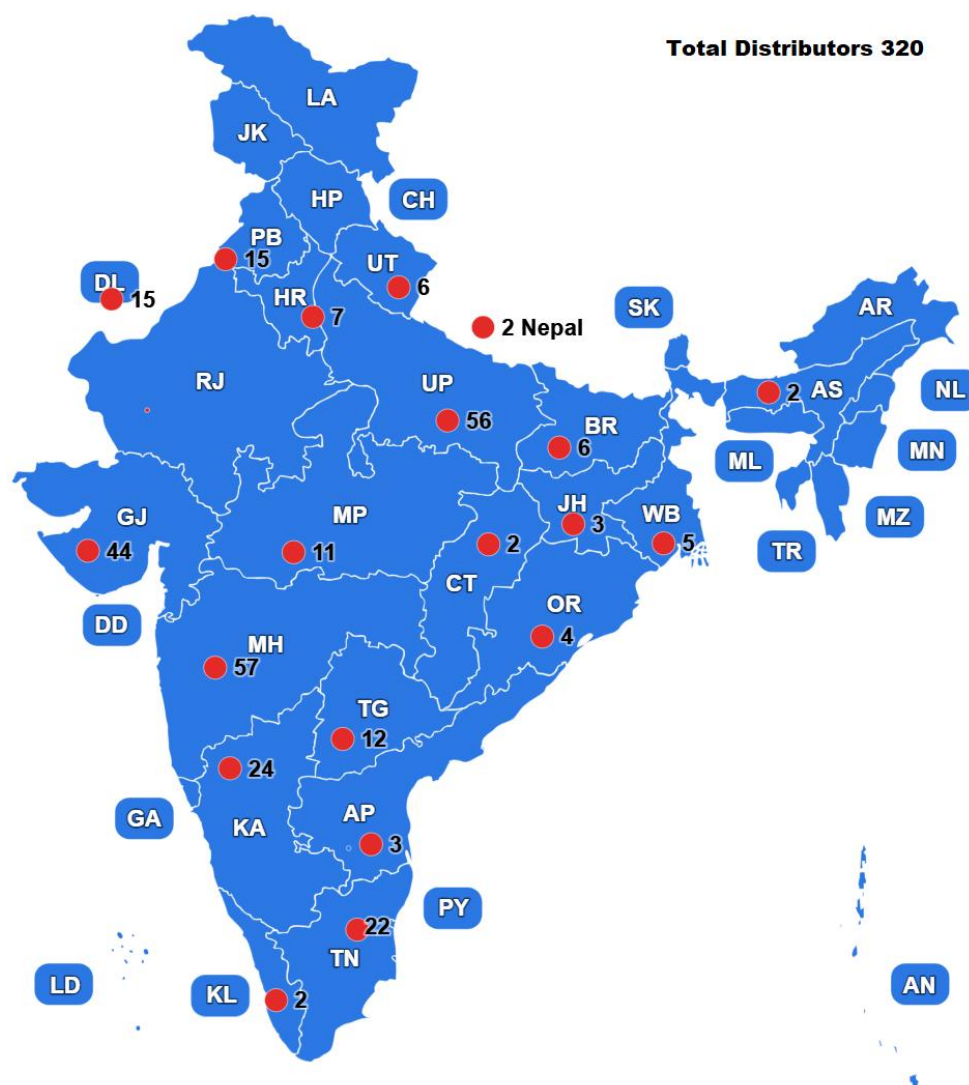 Total Distributors 320
LA
JK
HP
CH
PB
15
UT
6
DL
15
HR
7
2 Nepal
SK
AR
RJ
UP
56
BR
6
2
AS
NL
ML
MN
GJ
44
MP
11
JH
3
WB
5
MZ
TR
2
CT
DD
OR
4
MH
57
TG
12
24
GA
KA
AP
3
PY
22
TN
LD
KL
2
AN